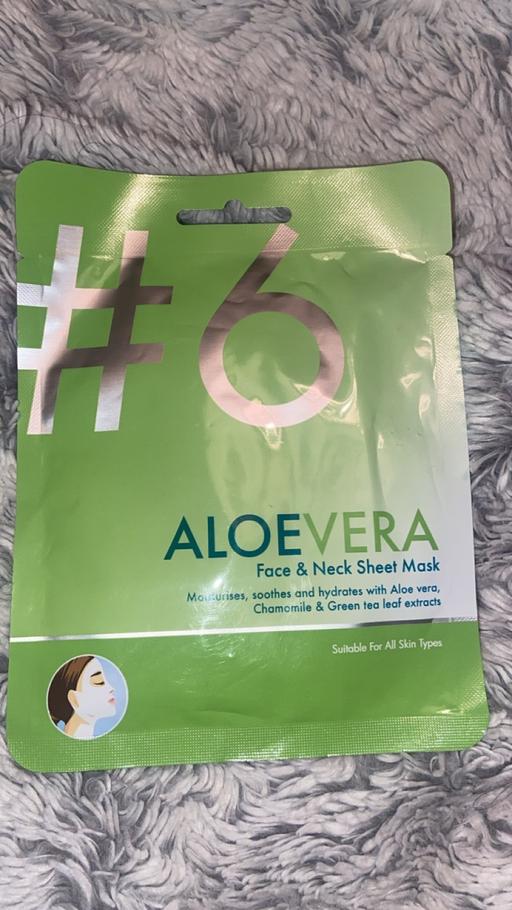 #6
ALOEVERA
Face & Neck Sheet Mask
Moisturises, soothes and hydrates with Aloe vera,
Chamomile & Green tea leaf extracts
Suitable For All Skin Types